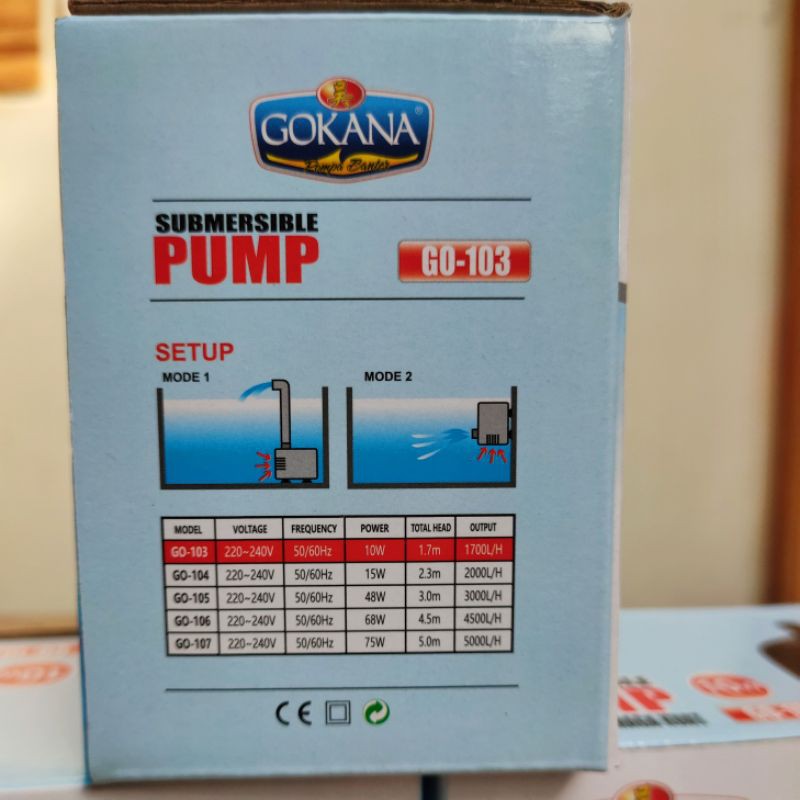 GOKANA®
Pompa Banter
SUBMERSIBLE
PUMP
GO-103
SETUP
MODE 1 MODE 2
MODEL VOLTAGE FREQUENCY POWER TOTAL HEAD OUTPUT
GO-103 220~240V 50/60Hz 10W 1.7m 1700L/H
GO-104 220~240V 50/60Hz 15W 2.3m 2000L/H
GO-105 220~240V 50/60Hz 48W 3.0m 3000L/H
GO-106 220~240V 50/60Hz 68W 4.5m 4500L/H
GO-107 220~240V 50/60Hz 75W 5.0m 5000L/H
CE